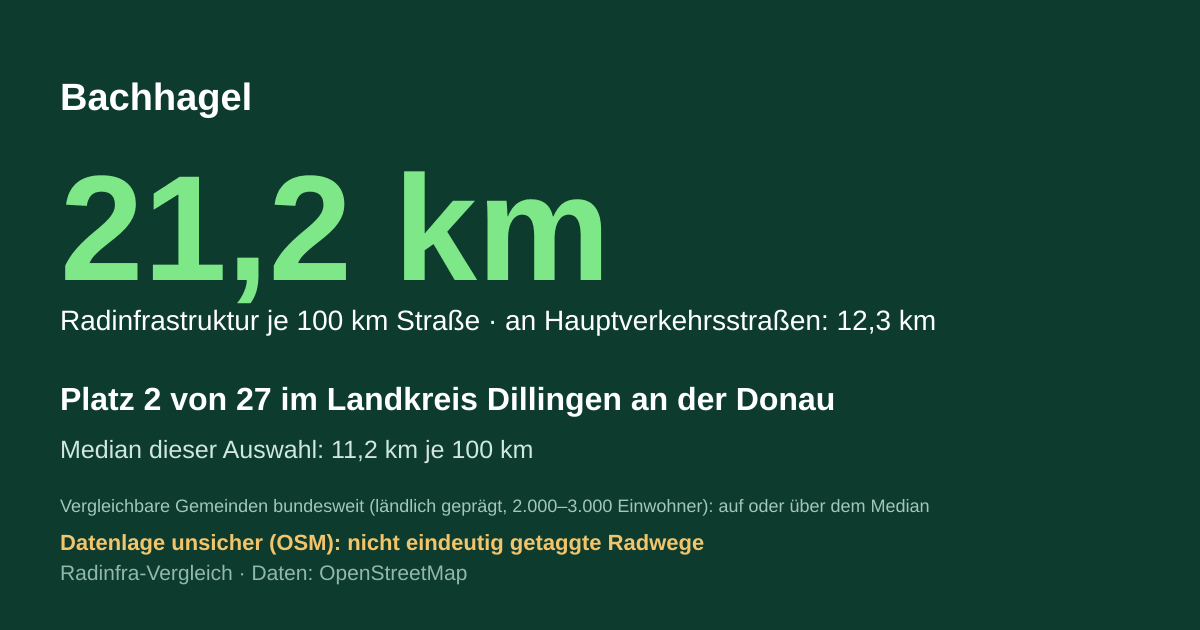 Bachhagel
21,2 km
Radinfrastruktur je 100 km Straße · an Hauptverkehrsstraßen: 12,3 km
Platz 2 von 27 im Landkreis Dillingen an der Donau
Median dieser Auswahl: 11,2 km je 100 km
Vergleichbare Gemeinden bundesweit (ländlich geprägt, 2.000–3.000 Einwohner): auf oder über dem Median
Datenlage unsicher (OSM): nicht eindeutig getaggte Radwege
Radinfra-Vergleich · Daten: OpenStreetMap